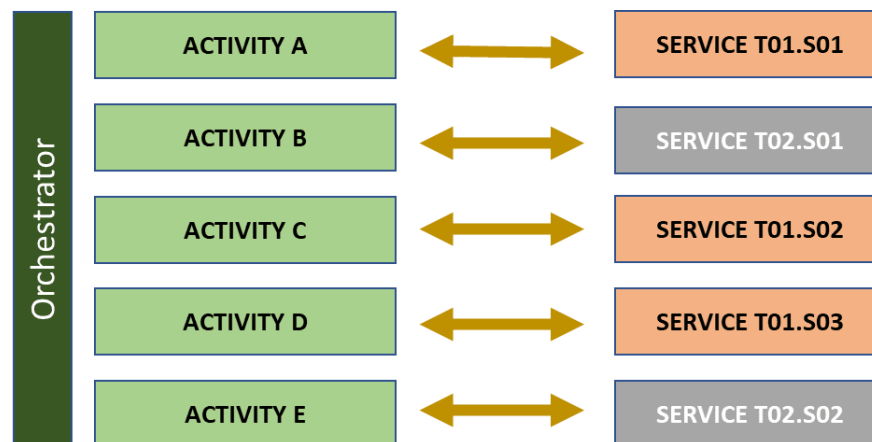 Orchestrator
ACTIVITY A
SERVICE T01.S01
ACTIVITY B
SERVICE T02.S01
ACTIVITY C
SERVICE T01.S02
ACTIVITY D
SERVICE T01.S03
ACTIVITY E
SERVICE T02.S02